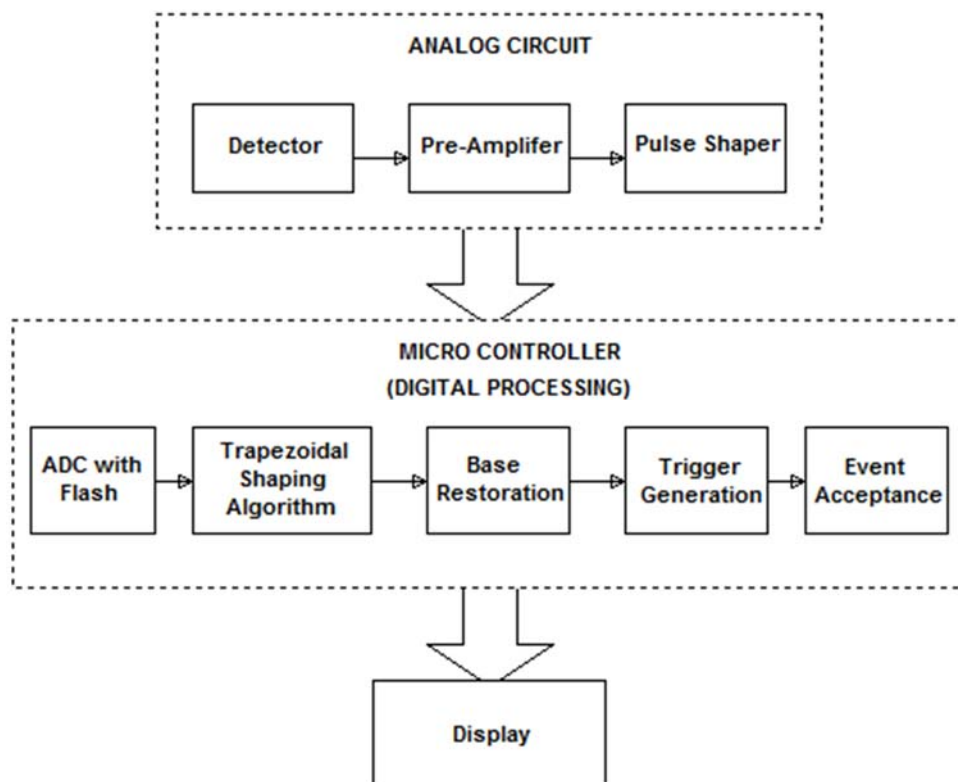 ANALOG CIRCUIT
Detector
Pre-Amplifer
Pulse Shaper
MICRO CONTROLLER
(DIGITAL PROCESSING)
ADC with
Flash
Trapezoidal
Shaping
Algorithm
Base
Restoration
Trigger
Generation
Event
Acceptance
Display